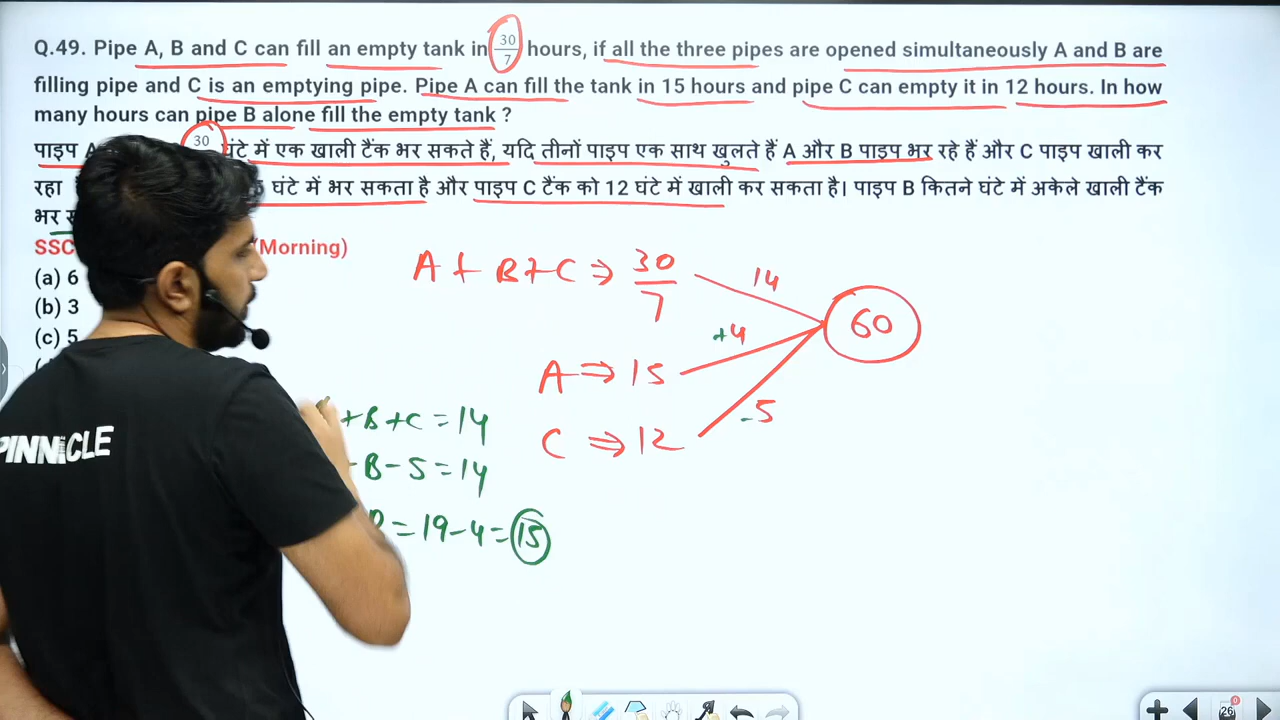 Q.49. Pipe A, B and C can fill an empty tank in 30/7 hours, if all the three pipes are opened simultaneously A and B are
filling pipe and C is an emptying pipe. Pipe A can fill the tank in 15 hours and pipe C can empty it in 12 hours. In how
many hours can pipe B alone fill the empty tank ?
पाइप A 30 घंटे में एक खाली टैंक भर सकते हैं, यदि तीनों पाइप एक साथ खुलते हैं A और B पाइप भर रहे हैं और C पाइप खाली कर
रहा घंटे में भर सकता है और पाइप C टैंक को 12 घंटे में खाली कर सकता है। पाइप B कितने घंटे में अकेले खाली टैंक
भर
SSC (Morning)
(a) 6
(b) 3
(c) 5
A + B + C ⇒ 30/7 14
60
+4
A ⇒ 15
-5
C ⇒ 12
+ B + C = 14
B - 5 = 14
= 19 - 4 = 15
PINNICLE
26